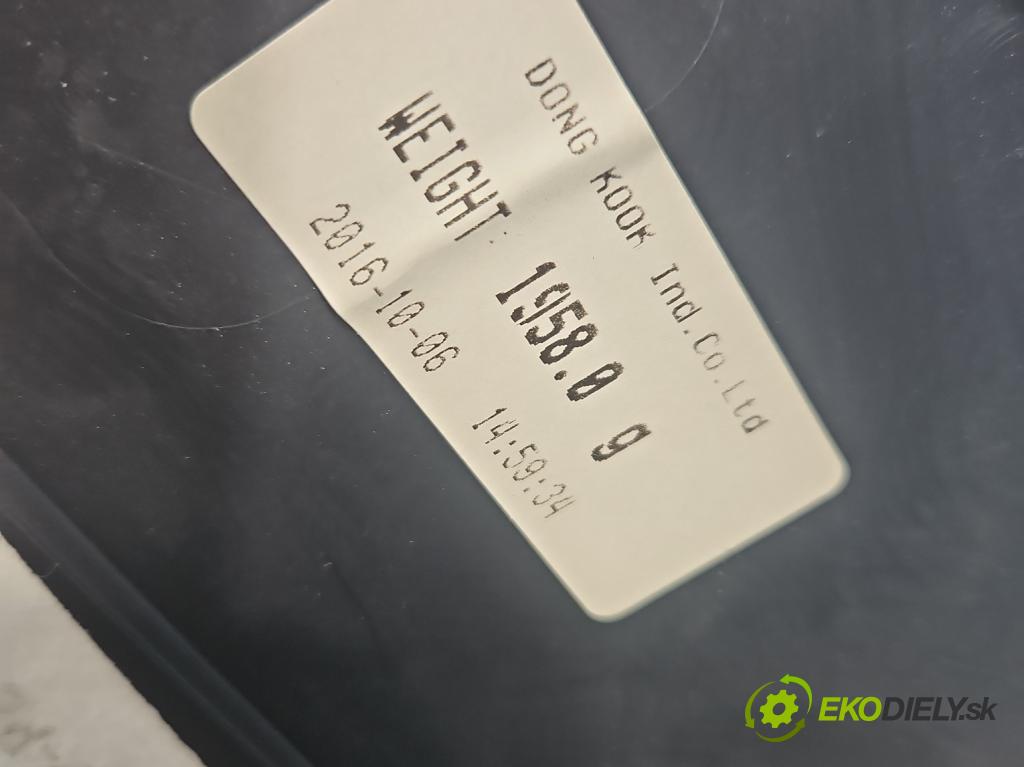 DONG KOOK Ind.Co.Ltd
WEIGHT: 1958.0 g
2016-10-06 14:59:34
EKODIELY.sk